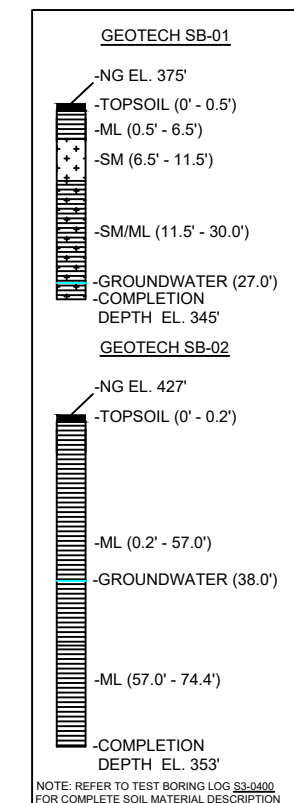 GEOTECH SB-01
-NG EL. 375'
-TOPSOIL (0' - 0.5')
-ML (0.5' - 6.5')
-SM (6.5' - 11.5')
-SM/ML (11.5' - 30.0')
-GROUNDWATER (27.0')
-COMPLETION
DEPTH EL. 345'
GEOTECH SB-02
-NG EL. 427'
-TOPSOIL (0' - 0.2')
-ML (0.2' - 57.0')
-GROUNDWATER (38.0')
-ML (57.0' - 74.4')
-COMPLETION
DEPTH EL. 353'
NOTE: REFER TO TEST BORING LOG S3-0400
FOR COMPLETE SOIL MATERIAL DESCRIPTION